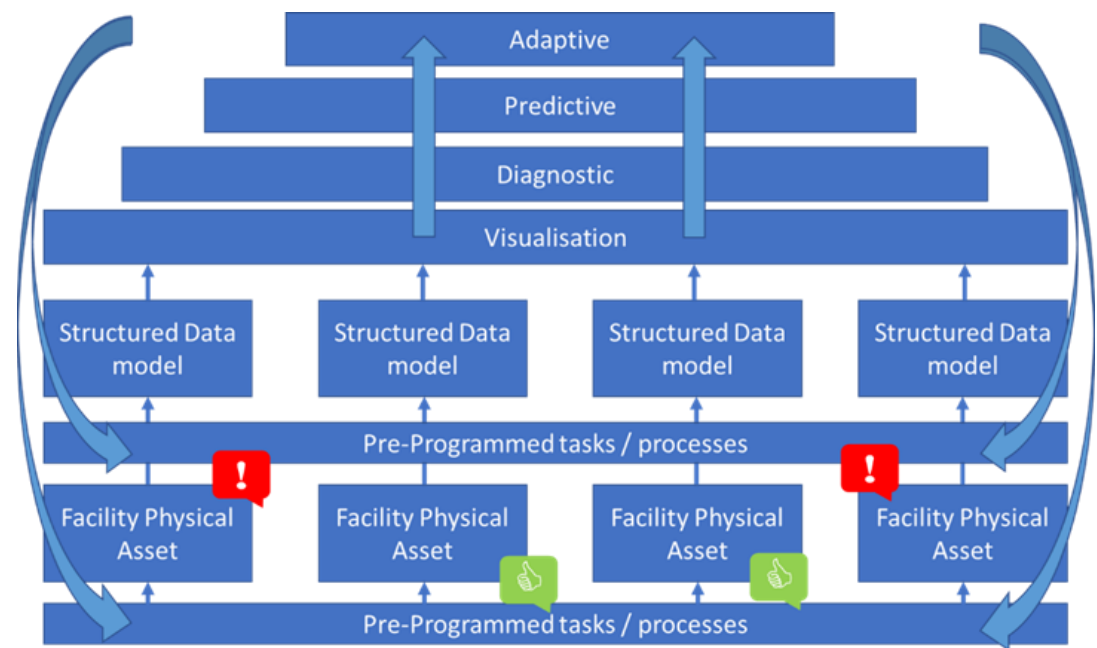 Adaptive
Predictive
Diagnostic
Visualisation
Structured Data
model
Structured Data
model
Structured Data
model
Structured Data
model
Pre-Programmed tasks / processes
!
!
Facility Physical
Asset
Facility Physical
Asset
Facility Physical
Asset
Facility Physical
Asset
Pre-Programmed tasks / processes